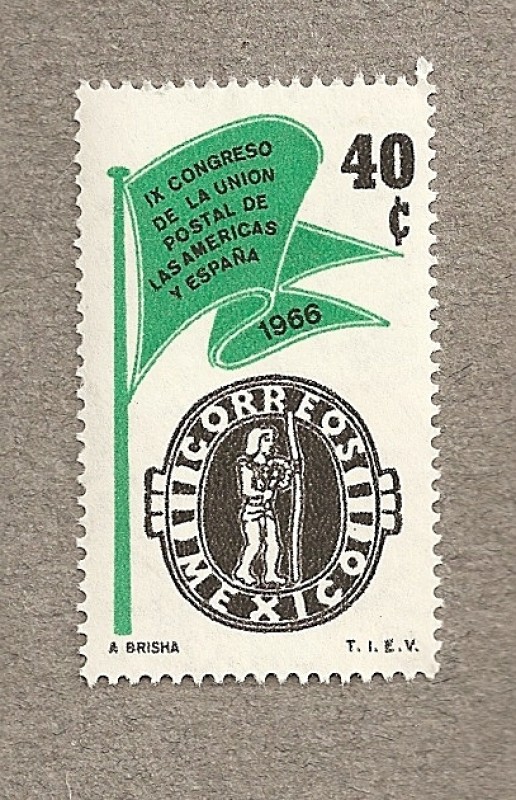 IX CONGRESO
DE LA UNION
POSTAL DE
LAS AMERICAS
Y ESPAÑA
1966
40
¢
CORREOS
MEXICO
A BRISHA
T. I. E. V.